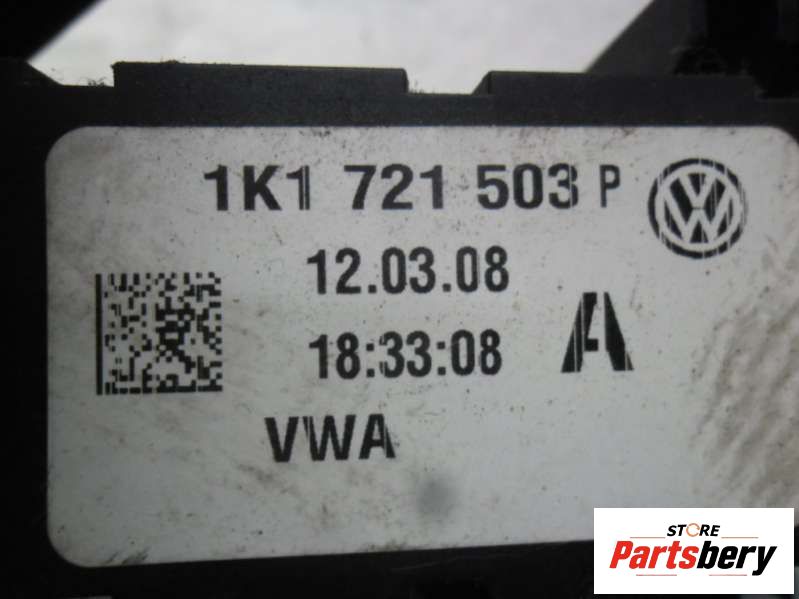 1K1 721 503 P
12.03.08
18:33:08 A
VWA
STORE
Partsbery